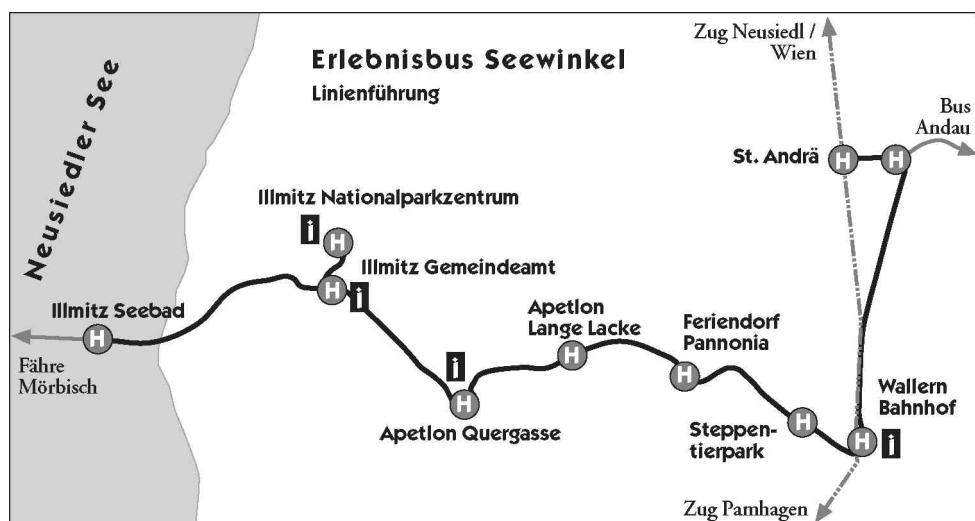 Erlebnisbus Seewinkel
Linienführung
Zug Neusiedl /
Wien
Bus
Andau
St. Andrä
H
H
Neusiedler See
Illmitz Nationalparkzentrum
i
H
Illmitz Gemeindeamt
H
i
Illmitz Seebad
H
Fähre
Mörbisch
Apetlon
Lange Lacke
H
Feriendorf
Pannonia
H
i
H
Apetlon Quergasse
Steppen-
tierpark
H
Wallern
Bahnhof
H
i
Zug Pamhagen